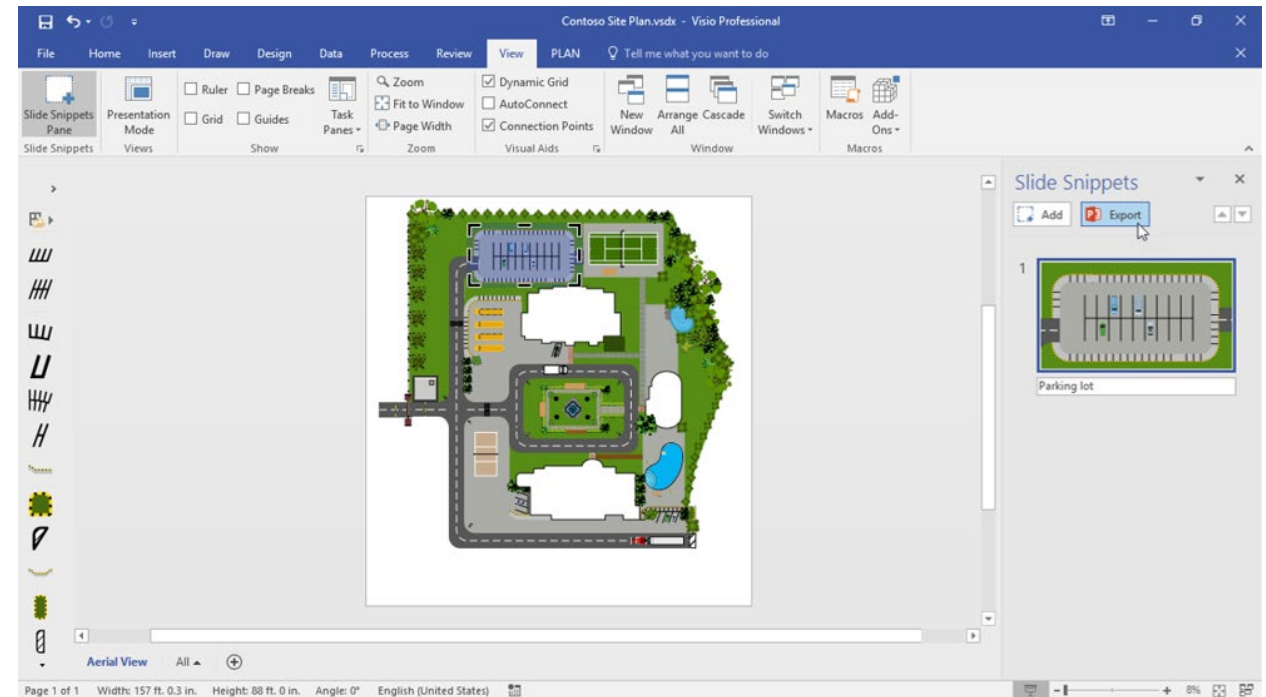 Contoso Site Plan.vsdx - Visio Professional
File Home Insert Draw Design Data Process Review View PLAN Tell me what you want to do
Slide Snippets Pane
Presentation Mode
Ruler Page Breaks
Grid Guides
Task Panes
Zoom
Fit to Window
Page Width
Dynamic Grid
AutoConnect
Connection Points
New Window
Arrange All
Cascade
Switch Windows
Macros
Add-Ons
Slide Snippets Views Show Zoom Visual Aids Window Macros
Slide Snippets
Add Export
1
Parking lot
Aerial View All
Page 1 of 1 Width: 157 ft. 0.3 in. Height: 88 ft. 0 in. Angle: 0° English (United States) 8%